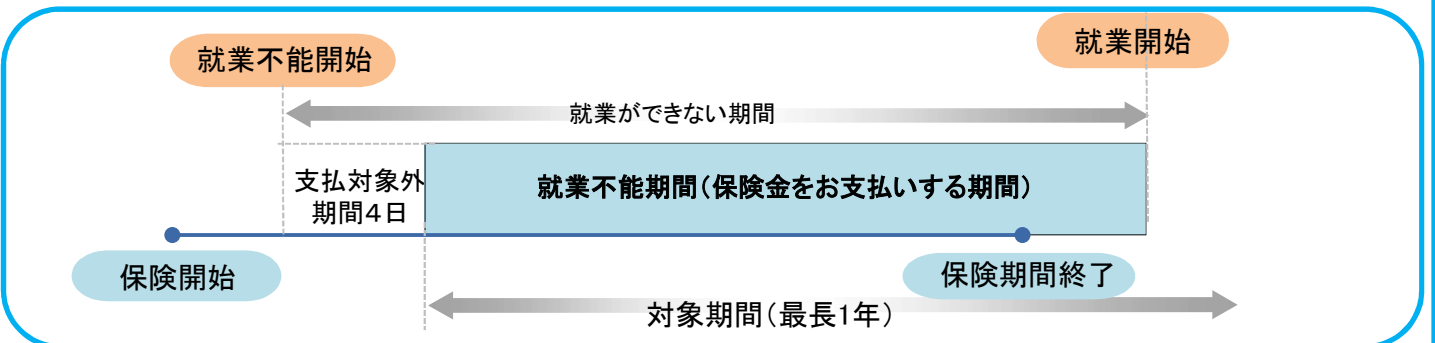 就業開始
就業不能開始
就業ができない期間
支払対象外
期間4日
就業不能期間（保険金をお支払いする期間）
保険開始
保険期間終了
対象期間（最長1年）